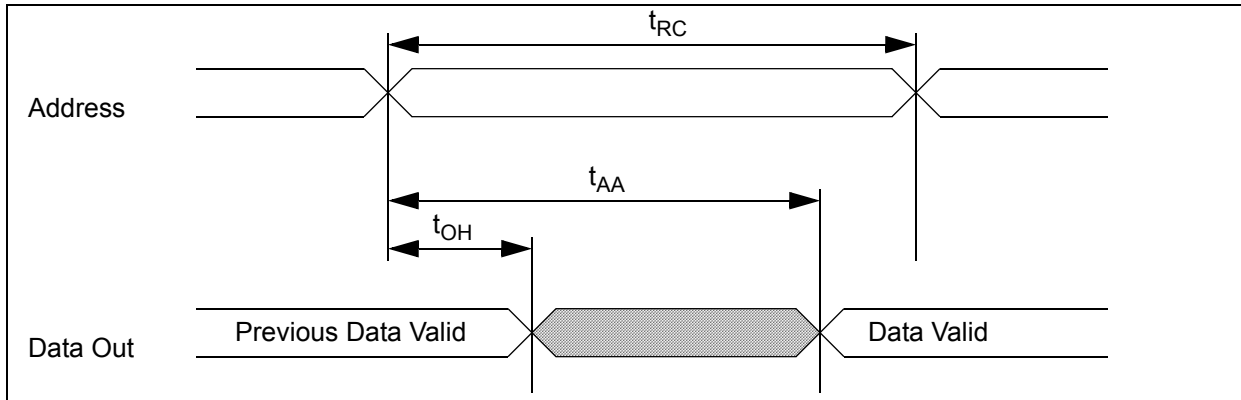 tRC
Address
tAA
tOH
Previous Data Valid
Data Valid
Data Out